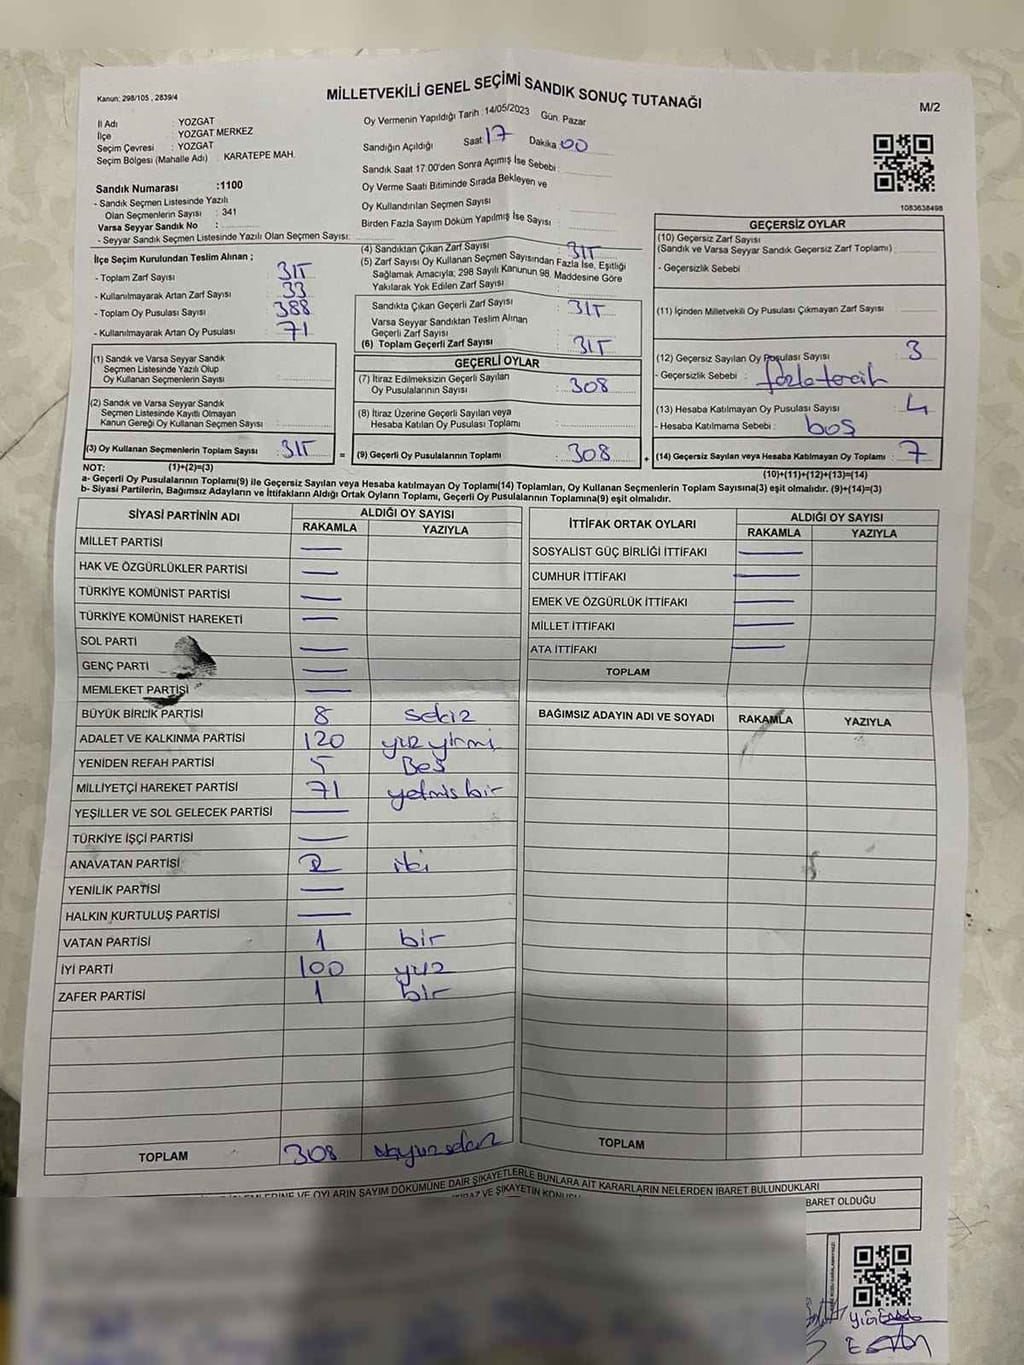 Kanun: 298/105 , 2839/4
MİLLETVEKİLİ GENEL SEÇİMİ SANDIK SONUÇ TUTANAĞI
M/2
İl Adı : YOZGAT
İlçe : YOZGAT MERKEZ
Seçim Çevresi : YOZGAT
Seçim Bölgesi (Mahalle Adı) : KARATEPE MAH.
Sandık Numarası :1100
- Sandık Seçmen Listesinde Yazılı
Olan Seçmenlerin Sayısı : 341
Varsa Seyyar Sandık No :
- Seyyar Sandık Seçmen Listesinde Yazılı Olan Seçmen Sayısı:
Oy Vermenin Yapıldığı Tarih : 14/05/2023 Gün: Pazar
Sandığın Açıldığı Saat 17 Dakika 00
Sandık Saat 17:00'den Sonra Açımış İse Sebebi :
Oy Verme Saati Bitiminde Sırada Bekleyen ve
Oy Kullandırılan Seçmen Sayısı
Birden Fazla Sayım Döküm Yapılmış İse Sayısı :
1083638498
İlçe Seçim Kurulundan Teslim Alınan ;
- Toplam Zarf Sayısı :
- Kullanılmayarak Artan Zarf Sayısı : 33
- Toplam Oy Pusulası Sayısı : 388
- Kullanılmayarak Artan Oy Pusulası : 71
(1) Sandık ve Varsa Seyyar Sandık
Seçmen Listesinde Yazılı Olup
Oy Kullanan Seçmenlerin Sayısı
(2) Sandık ve Varsa Seyyar Sandık
Seçmen Listesinde Kayıtlı Olmayan
Kanun Gereği Oy Kullanan Seçmen Sayısı
(3) Oy Kullanan Seçmenlerin Toplam Sayısı 315 =
(4) Sandıktan Çıkan Zarf Sayısı 315
(5) Zarf Sayısı Oy Kullanan Seçmen Sayısından Fazla İse, Eşitliği
Sağlamak Amacıyla; 298 Sayılı Kanunun 98. Maddesine Göre
Yakılarak Yok Edilen Zarf Sayısı
Sandıkta Çıkan Geçerli Zarf Sayısı 315
Varsa Seyyar Sandıktan Teslim Alınan
Geçerli Zarf Sayısı
(6) Toplam Geçerli Zarf Sayısı 315
GEÇERLİ OYLAR
(7) İtiraz Edilmeksizin Geçerli Sayılan
Oy Pusulalarının Sayısı 308
(8) İtiraz Üzerine Geçerli Sayılan veya
Hesaba Katılan Oy Pusulaları Toplamı
(9) Geçerli Oy Pusulalarının Toplamı 308 +
GEÇERSİZ OYLAR
(10) Geçersiz Zarf Sayısı
(Sandık ve Varsa Seyyar Sandık Geçersiz Zarf Toplamı)
- Geçersizlik Sebebi :
(11) İçinden Milletvekili Oy Pusulası Çıkmayan Zarf Sayısı
(12) Geçersiz Sayılan Oy Pusulası Sayısı 3
- Geçersizlik Sebebi : fazla tercih
(13) Hesaba Katılmayan Oy Pusulası Sayısı 4
- Hesaba Katılmama Sebebi : boş
(14) Geçersiz Sayılan veya Hesaba Katılmayan Oy Toplamı : 7
NOT: (1)+(2)=(3)
(10)+(11)+(12)+(13)=(14)
a- Geçerli Oy Pusulalarının Toplamı(9) ile Geçersiz Sayılan veya Hesaba Katılmayan Oy Toplamı(14) Toplamları, Oy Kullanan Seçmenlerin Toplam Sayısına(3) eşit olmalıdır. (9)+(14)=(3)
b- Siyasi Partilerin, Bağımsız Adayların ve İttifakların Aldığı Ortak Oyların Toplamı, Geçerli Oy Pusulalarının Toplamına(9) eşit olmalıdır.
SİYASİ PARTİNİN ADI
ALDIĞI OY SAYISI
RAKAMLA YAZIYLA
MİLLET PARTİSİ —
HAK VE ÖZGÜRLÜKLER PARTİSİ —
TÜRKİYE KOMÜNİST PARTİSİ —
TÜRKİYE KOMÜNİST HAREKETİ —
SOL PARTİ —
GENÇ PARTİ —
MEMLEKET PARTİSİ —
BÜYÜK BİRLİK PARTİSİ 8 sekiz
ADALET VE KALKINMA PARTİSİ 120 yüz yirmi
YENİDEN REFAH PARTİSİ 5 Beş
MİLLİYETÇİ HAREKET PARTİSİ 71 yetmiş bir
YEŞİLLER VE SOL GELECEK PARTİSİ —
TÜRKİYE İŞÇİ PARTİSİ —
ANAVATAN PARTİSİ 2 iki
YENİLİK PARTİSİ —
HALKIN KURTULUŞ PARTİSİ —
VATAN PARTİSİ 1 bir
İYİ PARTİ 100 yüz
ZAFER PARTİSİ 1 bir
TOPLAM 308
İTTİFAK ORTAK OYLARI
ALDIĞI OY SAYISI
RAKAMLA YAZIYLA
SOSYALİST GÜÇ BİRLİĞİ İTTİFAKI —
CUMHUR İTTİFAKI —
EMEK VE ÖZGÜRLÜK İTTİFAKI —
MİLLET İTTİFAKI —
ATA İTTİFAKI —
TOPLAM
BAĞIMSIZ ADAYIN ADI VE SOYADI RAKAMLA YAZIYLA
TOPLAM
OYLARIN SAYIM DÖKÜMÜNE DAİR ŞİKAYETLERLE BUNLARA AİT KARARLARIN NELERDEN İBARET BULUNDUKLARI
VE ŞİKAYETİN
BARET OLDUĞU